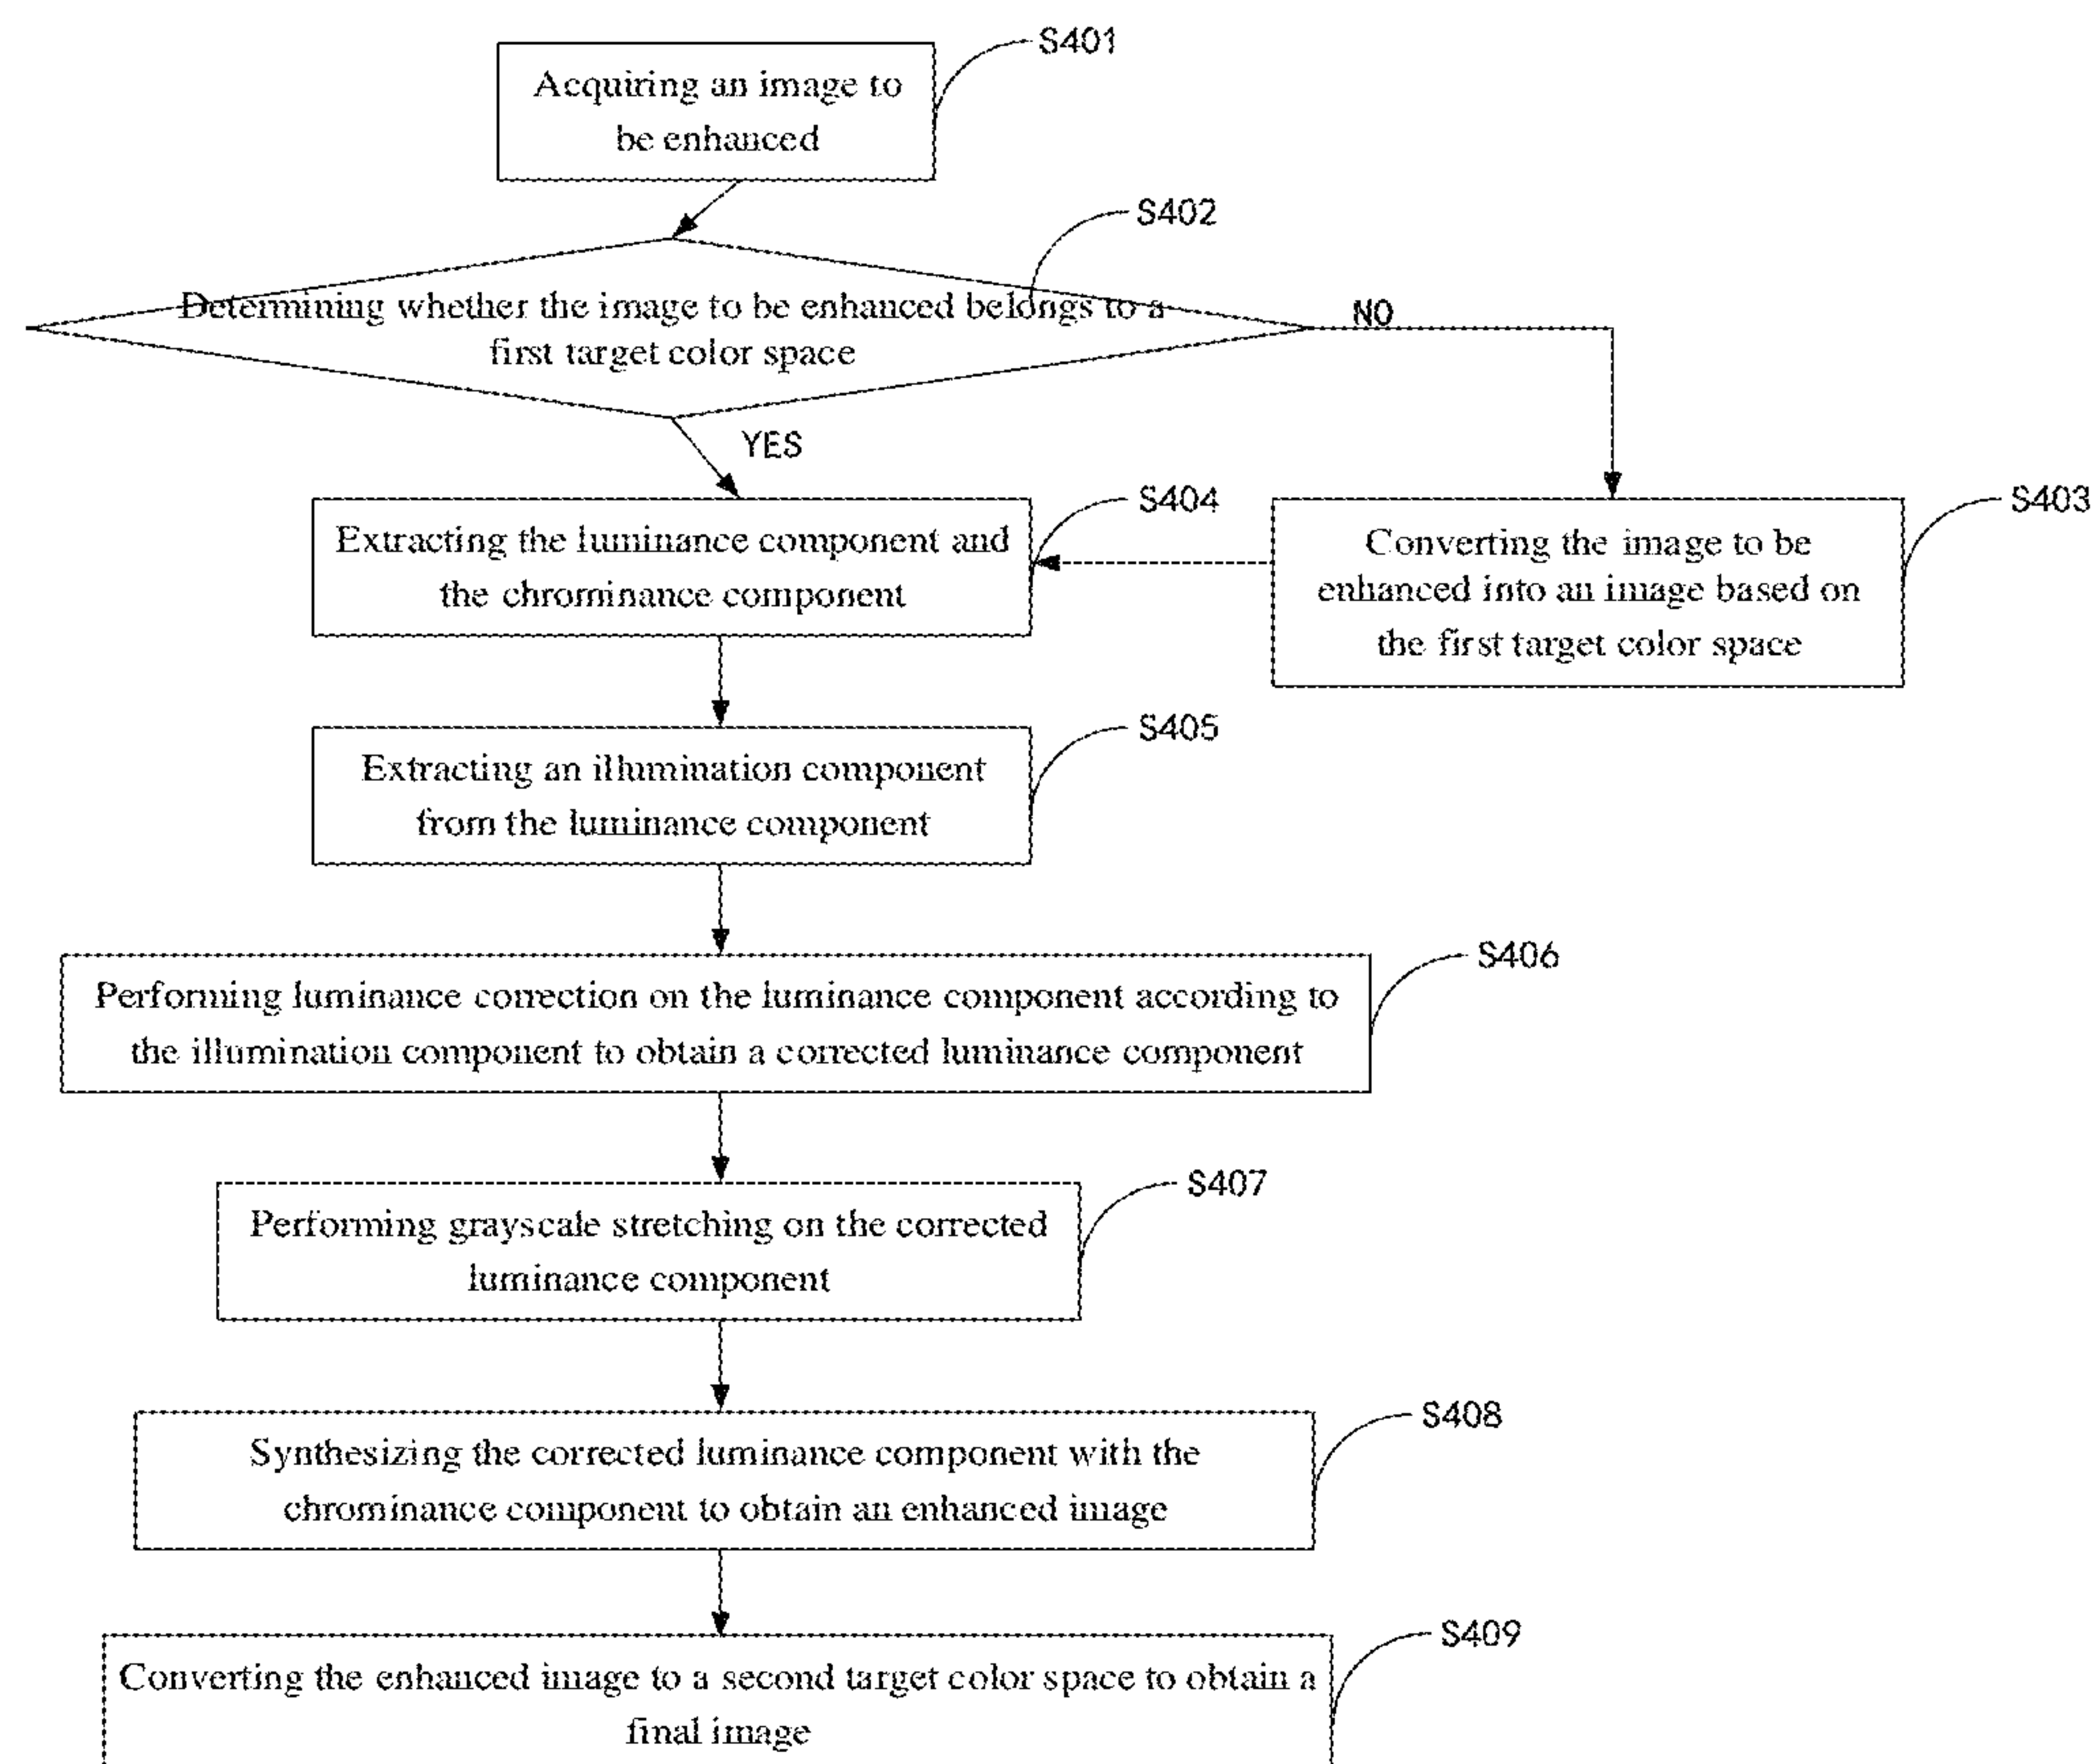 S401
Acquiring an image to
be enhanced
S402
Determining whether the image to be enhanced belongs to a
first target color space
NO
YES
S404
Extracting the luminance component and
the chrominance component
S403
Converting the image to be
enhanced into an image based on
the first target color space
S405
Extracting an illumination component
from the luminance component
S406
Performing luminance correction on the luminance component according to
the illumination component to obtain a corrected luminance component
S407
Performing grayscale stretching on the corrected
luminance component
S408
Synthesizing the corrected luminance component with the
chrominance component to obtain an enhanced image
S409
Converting the enhanced image to a second target color space to obtain a
final image